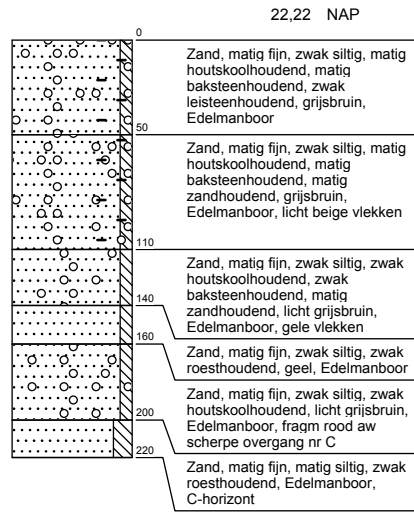 22,22 NAP
0
Zand, matig fijn, zwak siltig, matig
houtskoolhoudend, matig
baksteenhoudend, zwak
leisteenhoudend, grijsbruin,
Edelmanboor
50
Zand, matig fijn, zwak siltig, matig
houtskoolhoudend, matig
baksteenhoudend, matig
zandhoudend, grijsbruin,
Edelmanboor, licht beige vlekken
110
Zand, matig fijn, zwak siltig, zwak
houtskoolhoudend, zwak
baksteenhoudend, matig
zandhoudend, licht grijsbruin,
Edelmanboor, gele vlekken
140
Zand, matig fijn, zwak siltig, zwak
roesthoudend, geel, Edelmanboor
160
Zand, matig fijn, zwak siltig, zwak
houtskoolhoudend, licht grijsbruin,
Edelmanboor, fragm rood aw
scherpe overgang nr C
200
Zand, matig fijn, matig siltig, zwak
roesthoudend, Edelmanboor,
C-horizont
220